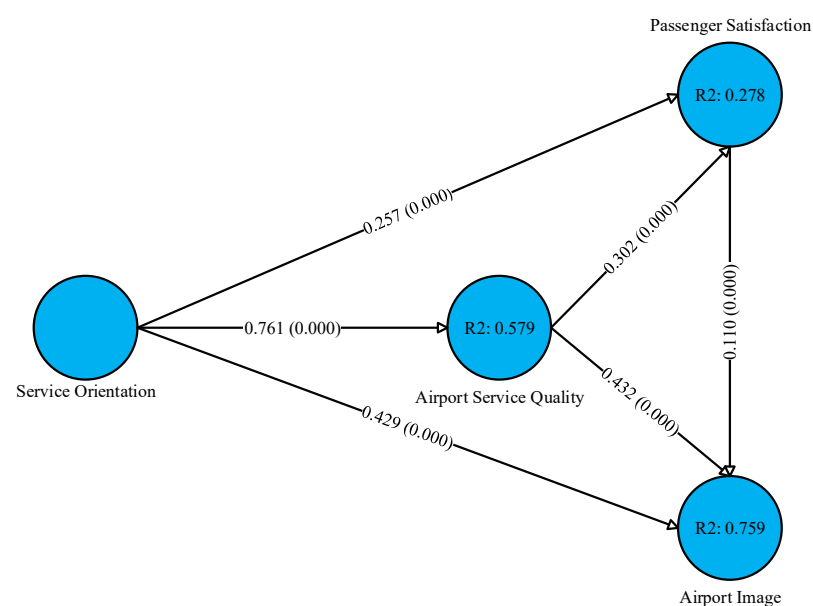 Passenger Satisfaction
R2: 0.278
0.257 (0.000)
0.302 (0.000)
0.110 (0.000)
0.761 (0.000)
R2: 0.579
Service Orientation
Airport Service Quality
0.432 (0.000)
0.429 (0.000)
R2: 0.759
Airport Image